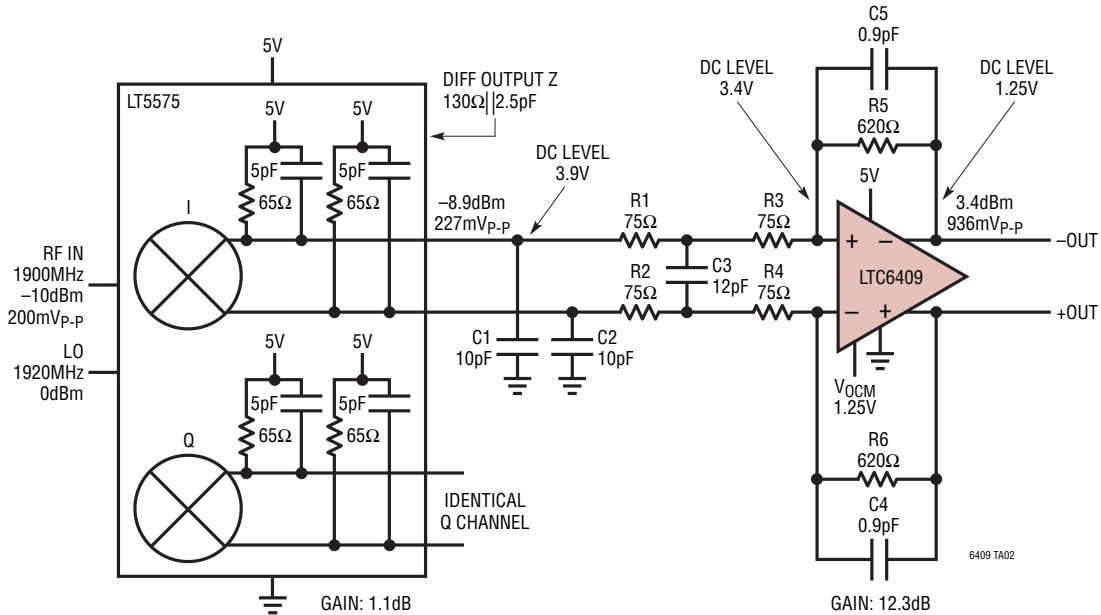 LT5575
5V
DIFF OUTPUT Z
130Ω||2.5pF
5V
5V
5pF
65Ω
5pF
65Ω
I
RF IN
1900MHz
–10dBm
200mVP-P
LO
1920MHz
0dBm
5V
5V
5pF
65Ω
5pF
65Ω
Q
IDENTICAL
Q CHANNEL
GAIN: 1.1dB
–8.9dBm
227mVP-P
DC LEVEL
3.9V
C1
10pF
C2
10pF
R1
75Ω
R2
75Ω
C3
12pF
R3
75Ω
R4
75Ω
DC LEVEL
3.4V
C5
0.9pF
R5
620Ω
DC LEVEL
1.25V
5V
3.4dBm
936mVP-P
+ –
LTC6409
– +
–OUT
+OUT
VOCM
1.25V
R6
620Ω
C4
0.9pF
6409 TA02
GAIN: 12.3dB